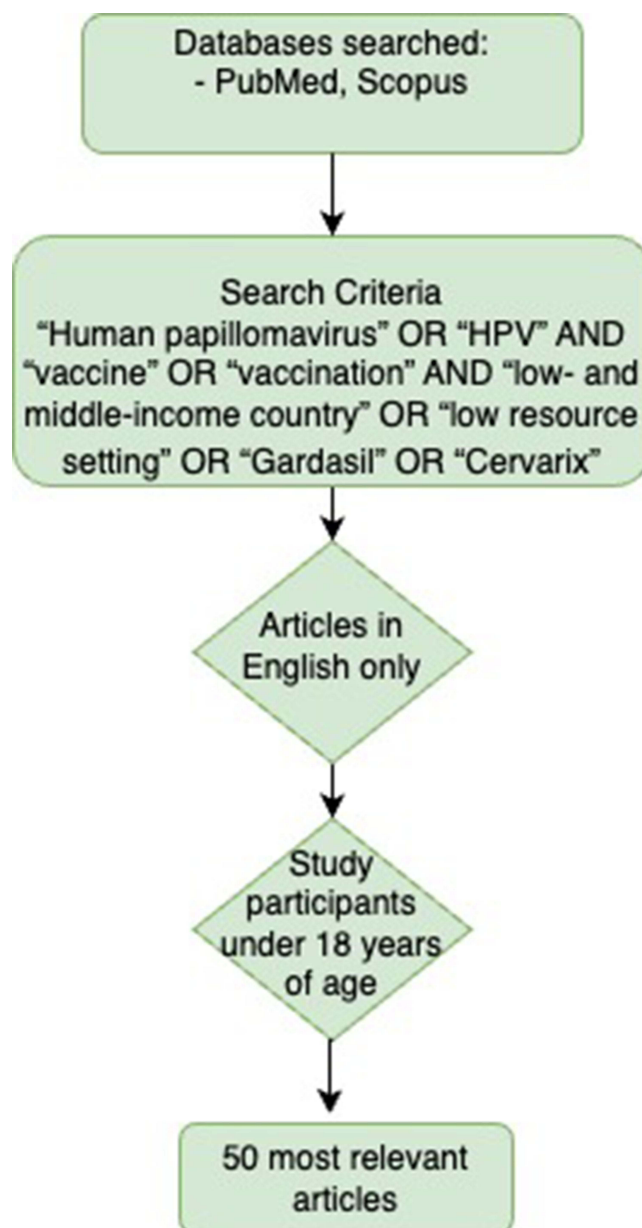 Databases searched:
- PubMed, Scopus
Search Criteria
“Human papillomavirus” OR “HPV” AND
“vaccine” OR “vaccination” AND “low- and
middle-income country” OR “low resource
setting” OR “Gardasil” OR “Cervarix”
Articles in
English only
Study
participants
under 18 years
of age
50 most relevant
articles